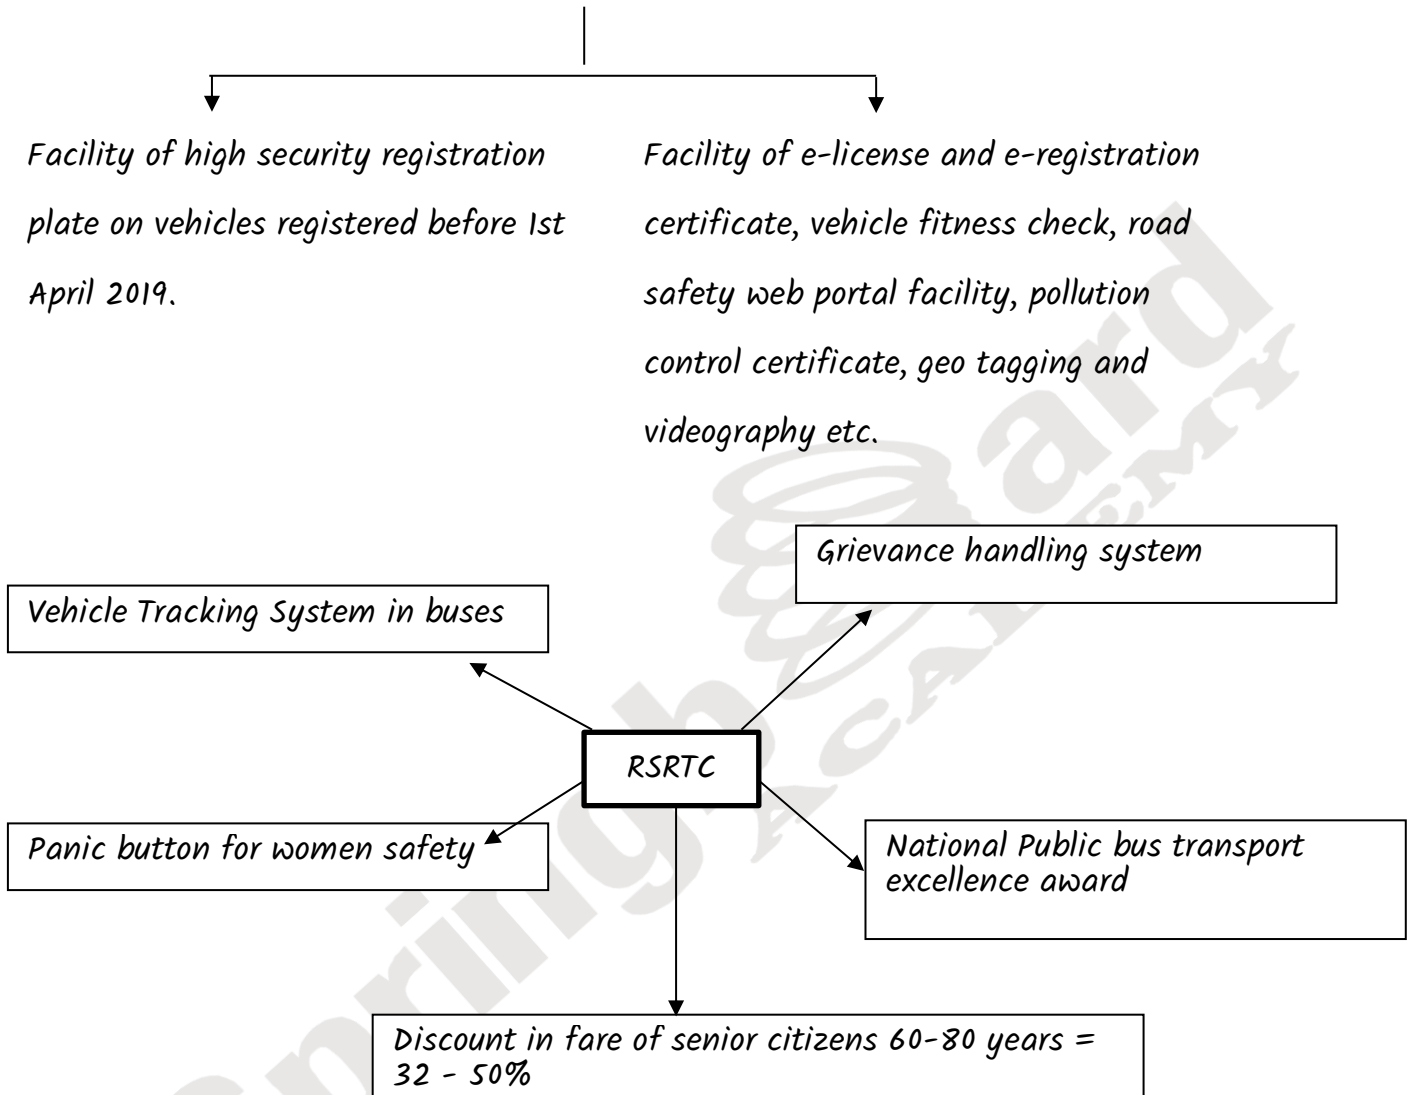 Facility of high security registration
plate on vehicles registered before 1st
April 2019.
Facility of e-license and e-registration
certificate, vehicle fitness check, road
safety web portal facility, pollution
control certificate, geo tagging and
videography etc.
Grievance handling system
Vehicle Tracking System in buses
RSRTC
Panic button for women safety
National Public bus transport
excellence award
Discount in fare of senior citizens 60-80 years =
32 - 50%
Springboard
ACADEMY